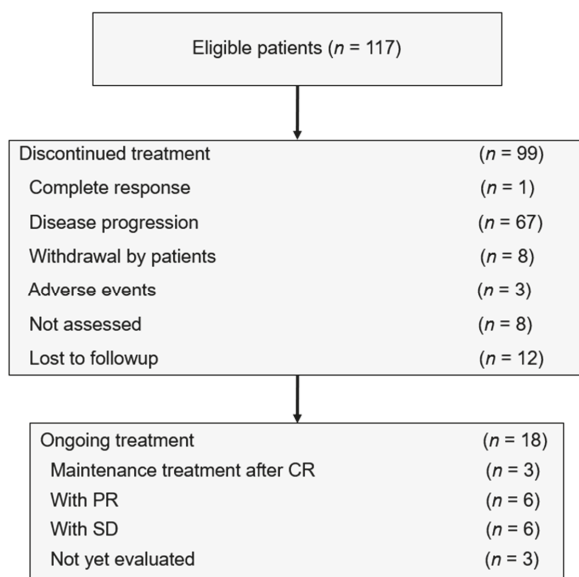 Eligible patients (n = 117)
Discontinued treatment (n = 99)
Complete response (n = 1)
Disease progression (n = 67)
Withdrawal by patients (n = 8)
Adverse events (n = 3)
Not assessed (n = 8)
Lost to followup (n = 12)
Ongoing treatment (n = 18)
Maintenance treatment after CR (n = 3)
With PR (n = 6)
With SD (n = 6)
Not yet evaluated (n = 3)